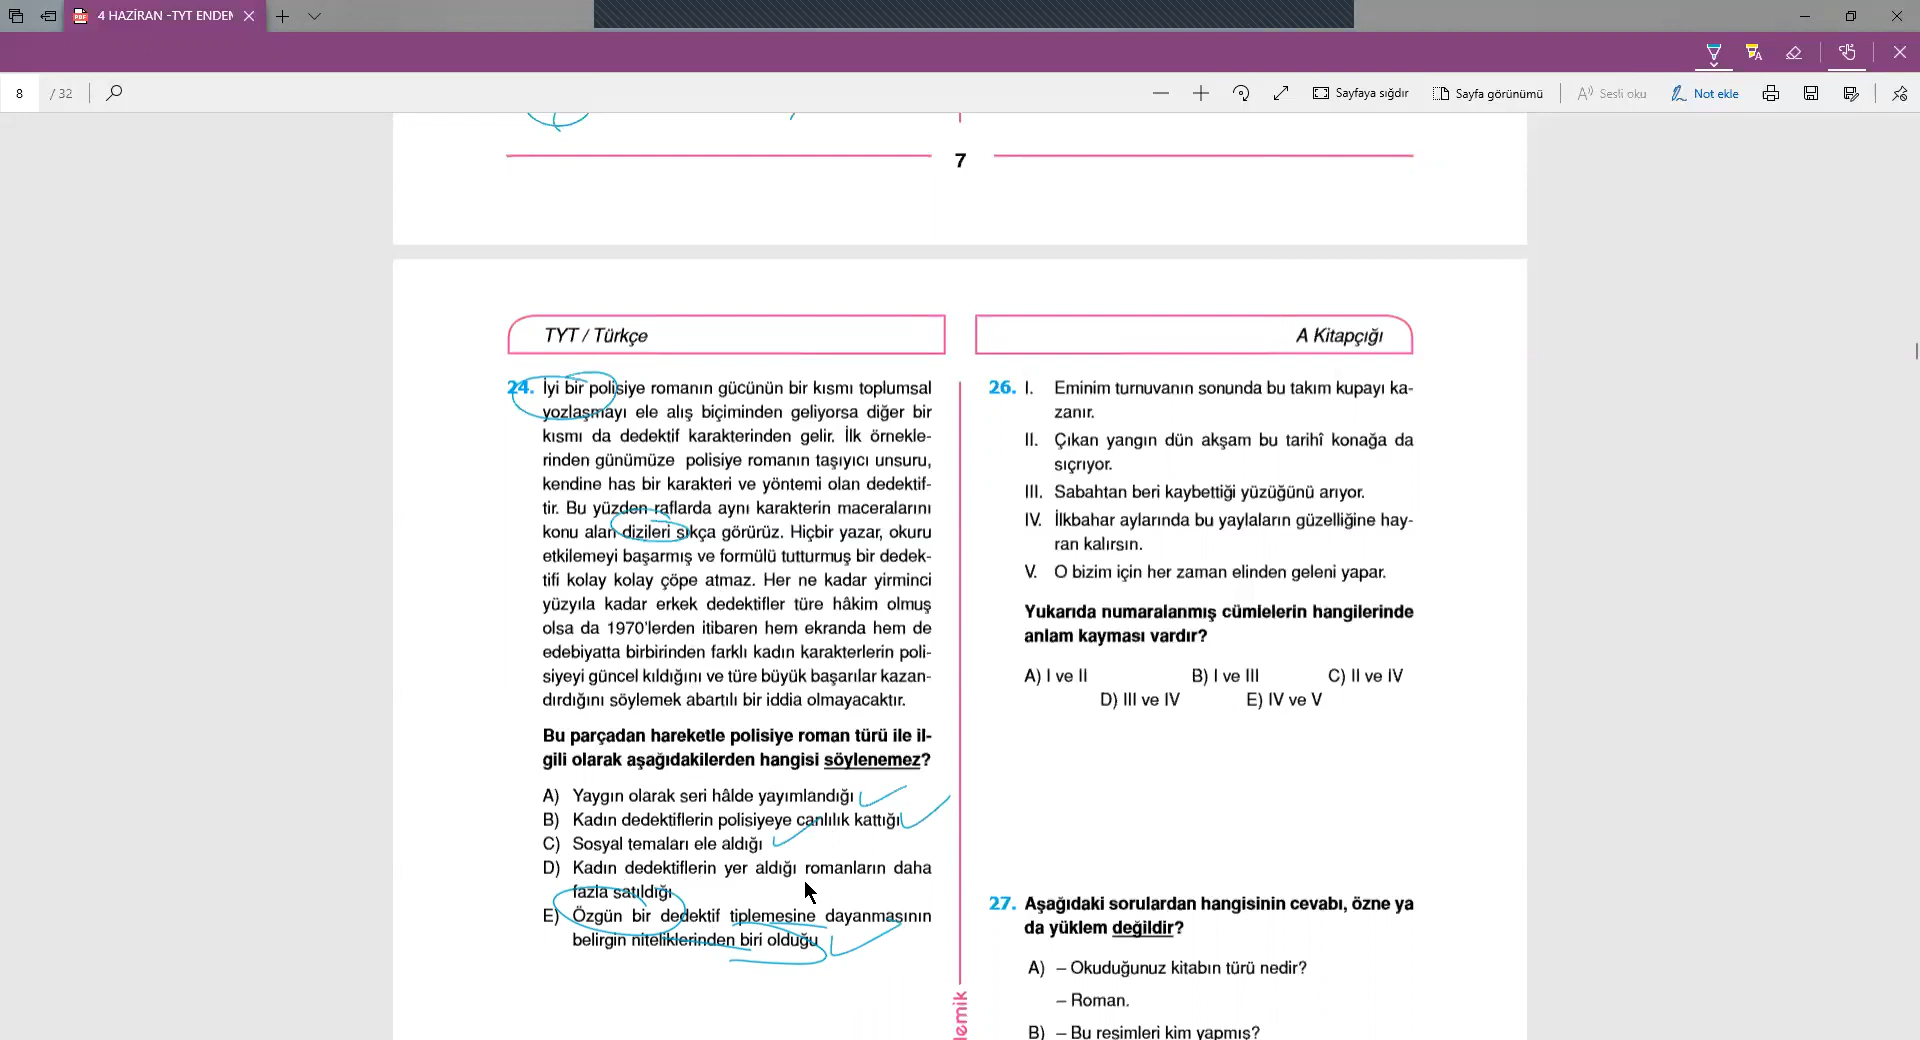 4 HAZİRAN -TYT ENDEM
8 / 32
Sayfaya sığdır
Sayfa görünümü
Sesli oku
Not ekle
7
TYT / Türkçe
A Kitapçığı
24. İyi bir polisiye romanın gücünün bir kısmı toplumsal
yozlaşmayı ele alış biçiminden geliyorsa diğer bir
kısmı da dedektif karakterinden gelir. İlk örnekle-
rinden günümüze polisiye romanın taşıyıcı unsuru,
kendine has bir karakteri ve yöntemi olan dedektif-
tir. Bu yüzden raflarda aynı karakterin maceralarını
konu alan dizileri sıkça görürüz. Hiçbir yazar, okuru
etkilemeyi başarmış ve formülü tutturmuş bir dedek-
tifi kolay kolay çöpe atmaz. Her ne kadar yirminci
yüzyıla kadar erkek dedektifler türe hâkim olmuş
olsa da 1970'lerden itibaren hem ekranda hem de
edebiyatta birbirinden farklı kadın karakterlerin poli-
siyeyi güncel kıldığını ve türe büyük başarılar kazan-
dırdığını söylemek abartılı bir iddia olmayacaktır.
Bu parçadan hareketle polisiye roman türü ile il-
gili olarak aşağıdakilerden hangisi söylenemez?
A) Yaygın olarak seri hâlde yayımlandığı
B) Kadın dedektiflerin polisiyeye canlılık kattığı
C) Sosyal temaları ele aldığı
D) Kadın dedektiflerin yer aldığı romanların daha
fazla satıldığı
E) Özgün bir dedektif tiplemesine dayanmasının
belirgin niteliklerinden biri olduğu
26. I. Eminim turnuvanın sonunda bu takım kupayı ka-
zanır.
II. Çıkan yangın dün akşam bu tarihî konağa da
sıçrıyor.
III. Sabahtan beri kaybettiği yüzüğünü arıyor.
IV. İlkbahar aylarında bu yaylaların güzelliğine hay-
ran kalırsın.
V. O bizim için her zaman elinden geleni yapar.
Yukarıda numaralanmış cümlelerin hangilerinde
anlam kayması vardır?
A) I ve II B) I ve III C) II ve IV
D) III ve IV E) IV ve V
27. Aşağıdaki sorulardan hangisinin cevabı, özne ya
da yüklem değildir?
A) – Okuduğunuz kitabın türü nedir?
– Roman.
B) – Bu resimleri kim yapmış?
lemik